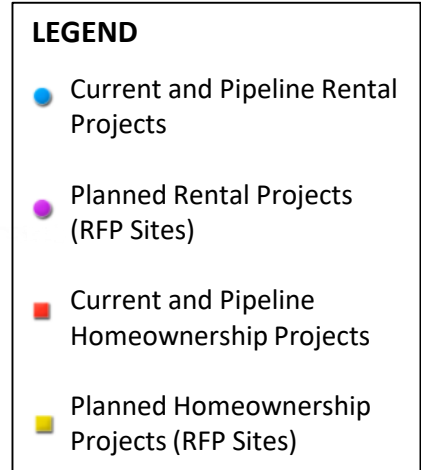 LEGEND
Current and Pipeline Rental
Projects
Planned Rental Projects
(RFP Sites)
Current and Pipeline
Homeownership Projects
Planned Homeownership
Projects (RFP Sites)